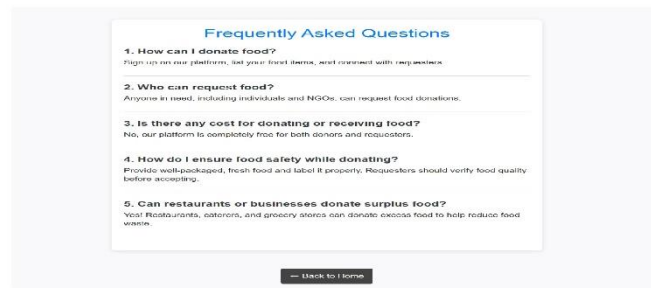 Frequently Asked Questions
1. How can I donate food?
Sign up on our platform, list your food items, and connect with requesters.
2. Who can request food?
Anyone in need, including individuals and NGOs, can request food donations.
3. Is there any cost for donating or receiving food?
No, our platform is completely free for both donors and requesters.
4. How do I ensure food safety while donating?
Provide well-packaged, fresh food and label it properly. Requesters should verify food quality
before accepting.
5. Can restaurants or businesses donate surplus food?
Yes! Restaurants, caterers, and grocery stores can donate excess food to help reduce food
waste.
← Back to Home